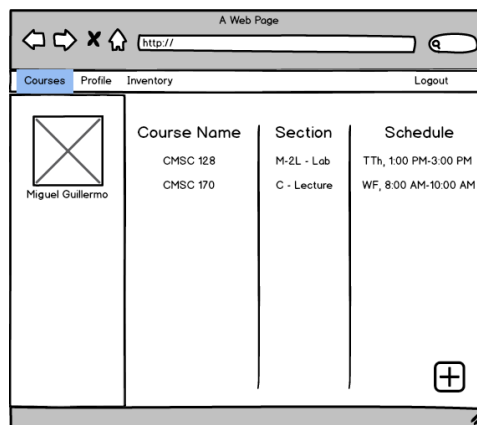 A Web Page
http://
Courses Profile Inventory Logout
Miguel Guillermo
Course Name Section Schedule
CMSC 128 M-2L - Lab TTh, 1:00 PM-3:00 PM
CMSC 170 C - Lecture WF, 8:00 AM-10:00 AM